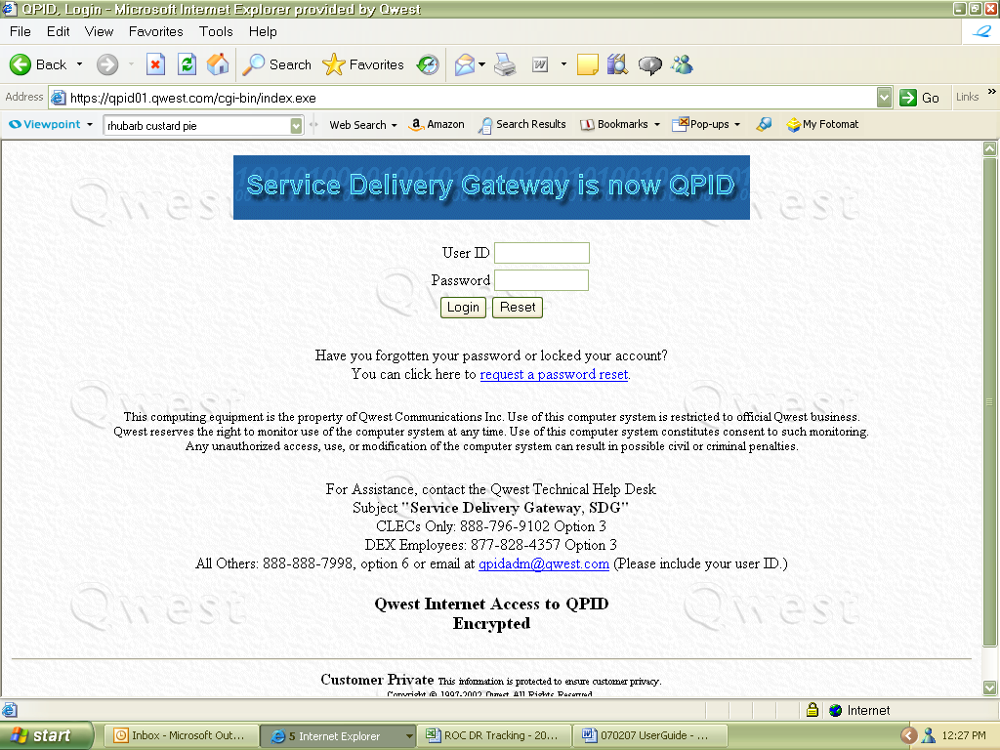 QPID, Login - Microsoft Internet Explorer provided by Qwest
File Edit View Favorites Tools Help
Back Search Favorites
Address https://qpid01.qwest.com/cgi-bin/index.exe Go Links »
Viewpoint rhubarb custard pie Web Search Amazon Search Results Bookmarks Pop-ups My Fotomat
Service Delivery Gateway is now QPID
Qwest Qwest
User ID
Password
Qwest
Login Reset
Have you forgotten your password or locked your account?
You can click here to request a password reset.
Qwest Qwest
This computing equipment is the property of Qwest Communications Inc. Use of this computer system is restricted to official Qwest business.
Qwest reserves the right to monitor use of the computer system at any time. Use of this computer system constitutes consent to such monitoring.
Any unauthorized access, use, or modification of the computer system can result in possible civil or criminal penalties.
For Assistance, contact the Qwest Technical Help Desk
Subject "Service Delivery Gateway, SDG"
CLECs Only: 888-796-9102 Option 3
DEX Employees: 877-828-4357 Option 3
All Others: 888-888-7998, option 6 or email at qpidadm@qwest.com (Please include your user ID.)
Qwest Internet Access to QPID
Encrypted
Qwest Qwest
Customer Private This information is protected to ensure customer privacy.
Copyright © 1997-2002 Qwest All Rights Reserved
Internet
start Inbox - Microsoft Out... 5 Internet Explorer ROC DR Tracking - 20... 070207 UserGuide - ... 12:27 PM